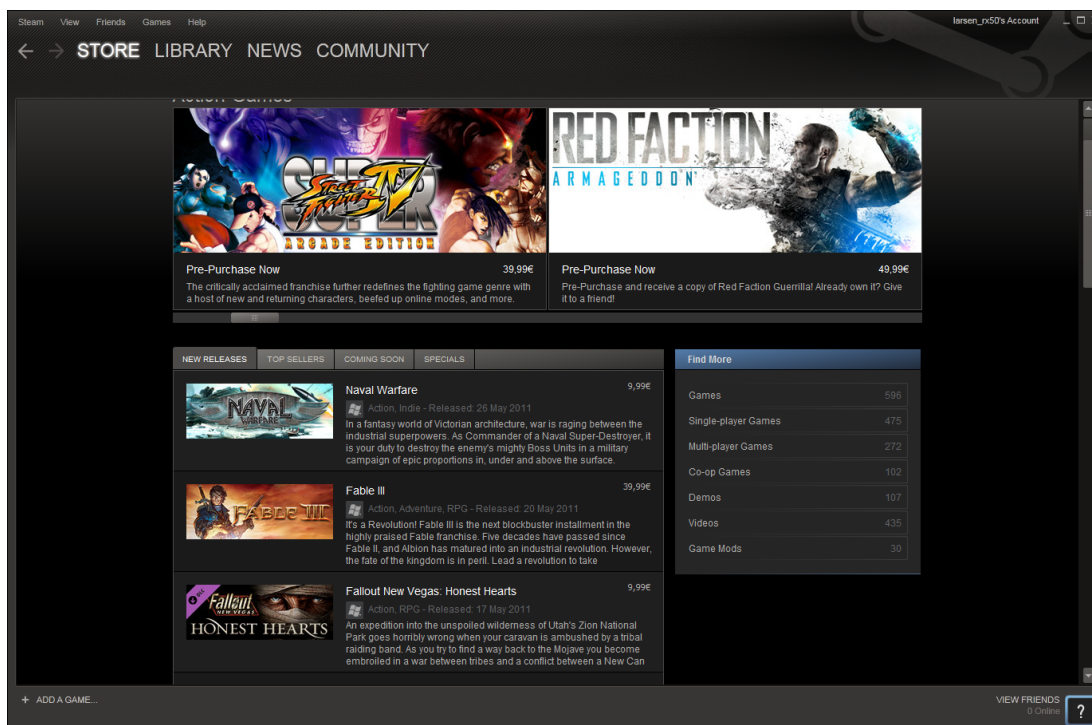 Steam View Friends Games Help
larsen_rx50's Account
STORE LIBRARY NEWS COMMUNITY
Action Games
SUPER
STREET FIGHTER IV
ARCADE EDITION
Pre-Purchase Now 39,99€
The critically acclaimed franchise further redefines the fighting game genre with
a host of new and returning characters, beefed up online modes, and more.
RED FACTION
ARMAGEDDON
Pre-Purchase Now 49,99€
Pre-Purchase and receive a copy of Red Faction Guerrilla! Already own it? Give
it to a friend!
NEW RELEASES TOP SELLERS COMING SOON SPECIALS
NAVAL
WARFARE
Naval Warfare 9,99€
Action, Indie - Released: 26 May 2011
In a fantasy world of Victorian architecture, war is raging between the
industrial superpowers. As Commander of a Naval Super-Destroyer, it
is your duty to destroy the enemy's mighty Boss Units in a military
campaign of epic proportions in, under and above the surface.
FABLE III
Fable III 39,99€
Action, Adventure, RPG - Released: 20 May 2011
It's a Revolution! Fable III is the next blockbuster installment in the
highly praised Fable franchise. Five decades have passed since
Fable II, and Albion has matured into an industrial revolution. However,
the fate of the kingdom is in peril. Lead a revolution to take
DLC
Fallout
NEW VEGAS
HONEST HEARTS
Fallout New Vegas: Honest Hearts 9,99€
Action, RPG - Released: 17 May 2011
An expedition into the unspoiled wilderness of Utah's Zion National
Park goes horribly wrong when your caravan is ambushed by a tribal
raiding band. As you try to find a way back to the Mojave you become
embroiled in a war between tribes and a conflict between a New Can
Find More
Games 596
Single-player Games 475
Multi-player Games 272
Co-op Games 102
Demos 107
Videos 435
Game Mods 30
+ ADD A GAME...
VIEW FRIENDS
0 Online
?